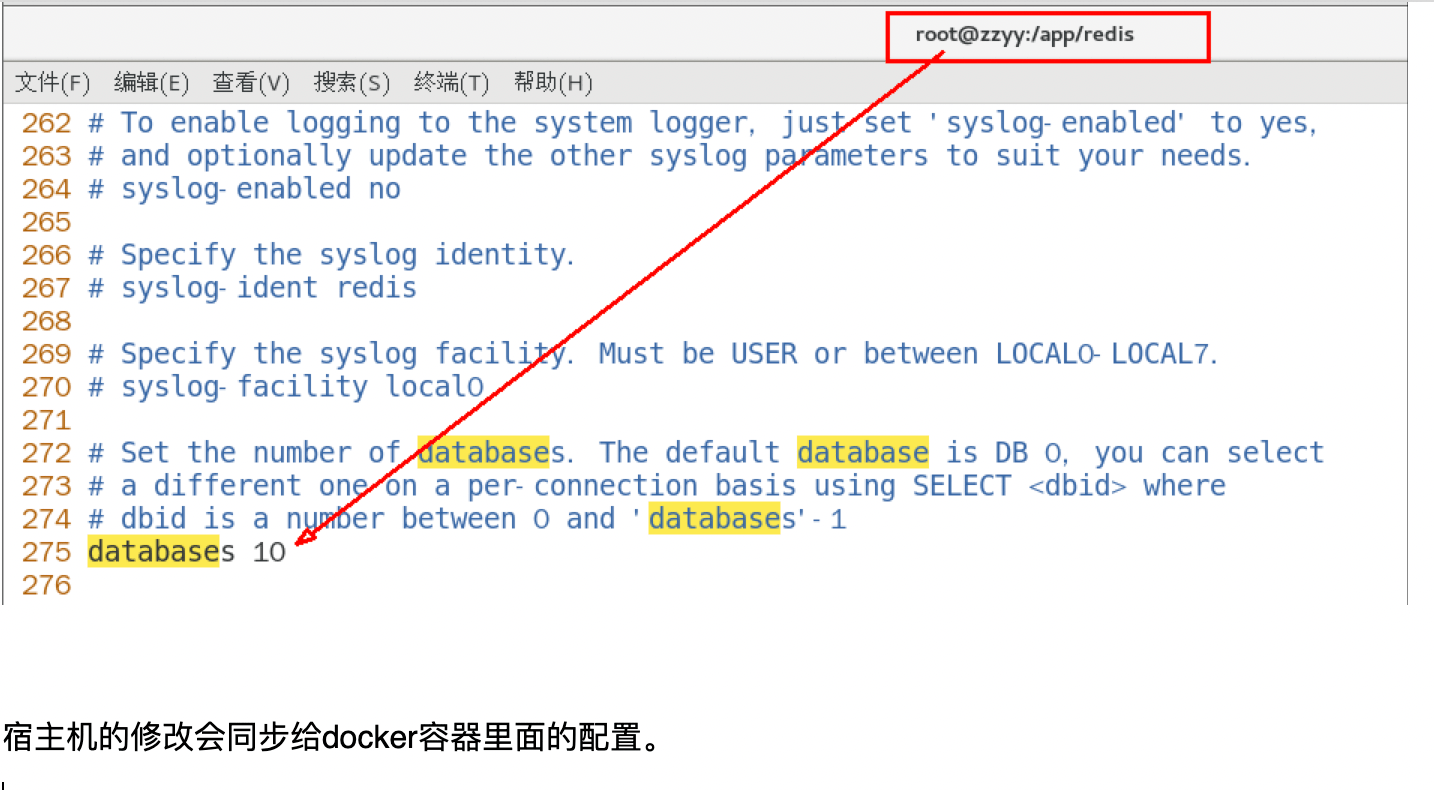 root@zzyy:/app/redis
文件(F) 编辑(E) 查看(V) 搜索(S) 终端(T) 帮助(H)
262 # To enable logging to the system logger, just set 'syslog-enabled' to yes,
263 # and optionally update the other syslog parameters to suit your needs.
264 # syslog-enabled no
265
266 # Specify the syslog identity.
267 # syslog-ident redis
268
269 # Specify the syslog facility. Must be USER or between LOCAL0-LOCAL7.
270 # syslog-facility local0
271
272 # Set the number of databases. The default database is DB 0, you can select
273 # a different one on a per-connection basis using SELECT <dbid> where
274 # dbid is a number between 0 and 'databases'-1
275 databases 10
276
宿主机的修改会同步给docker容器里面的配置。